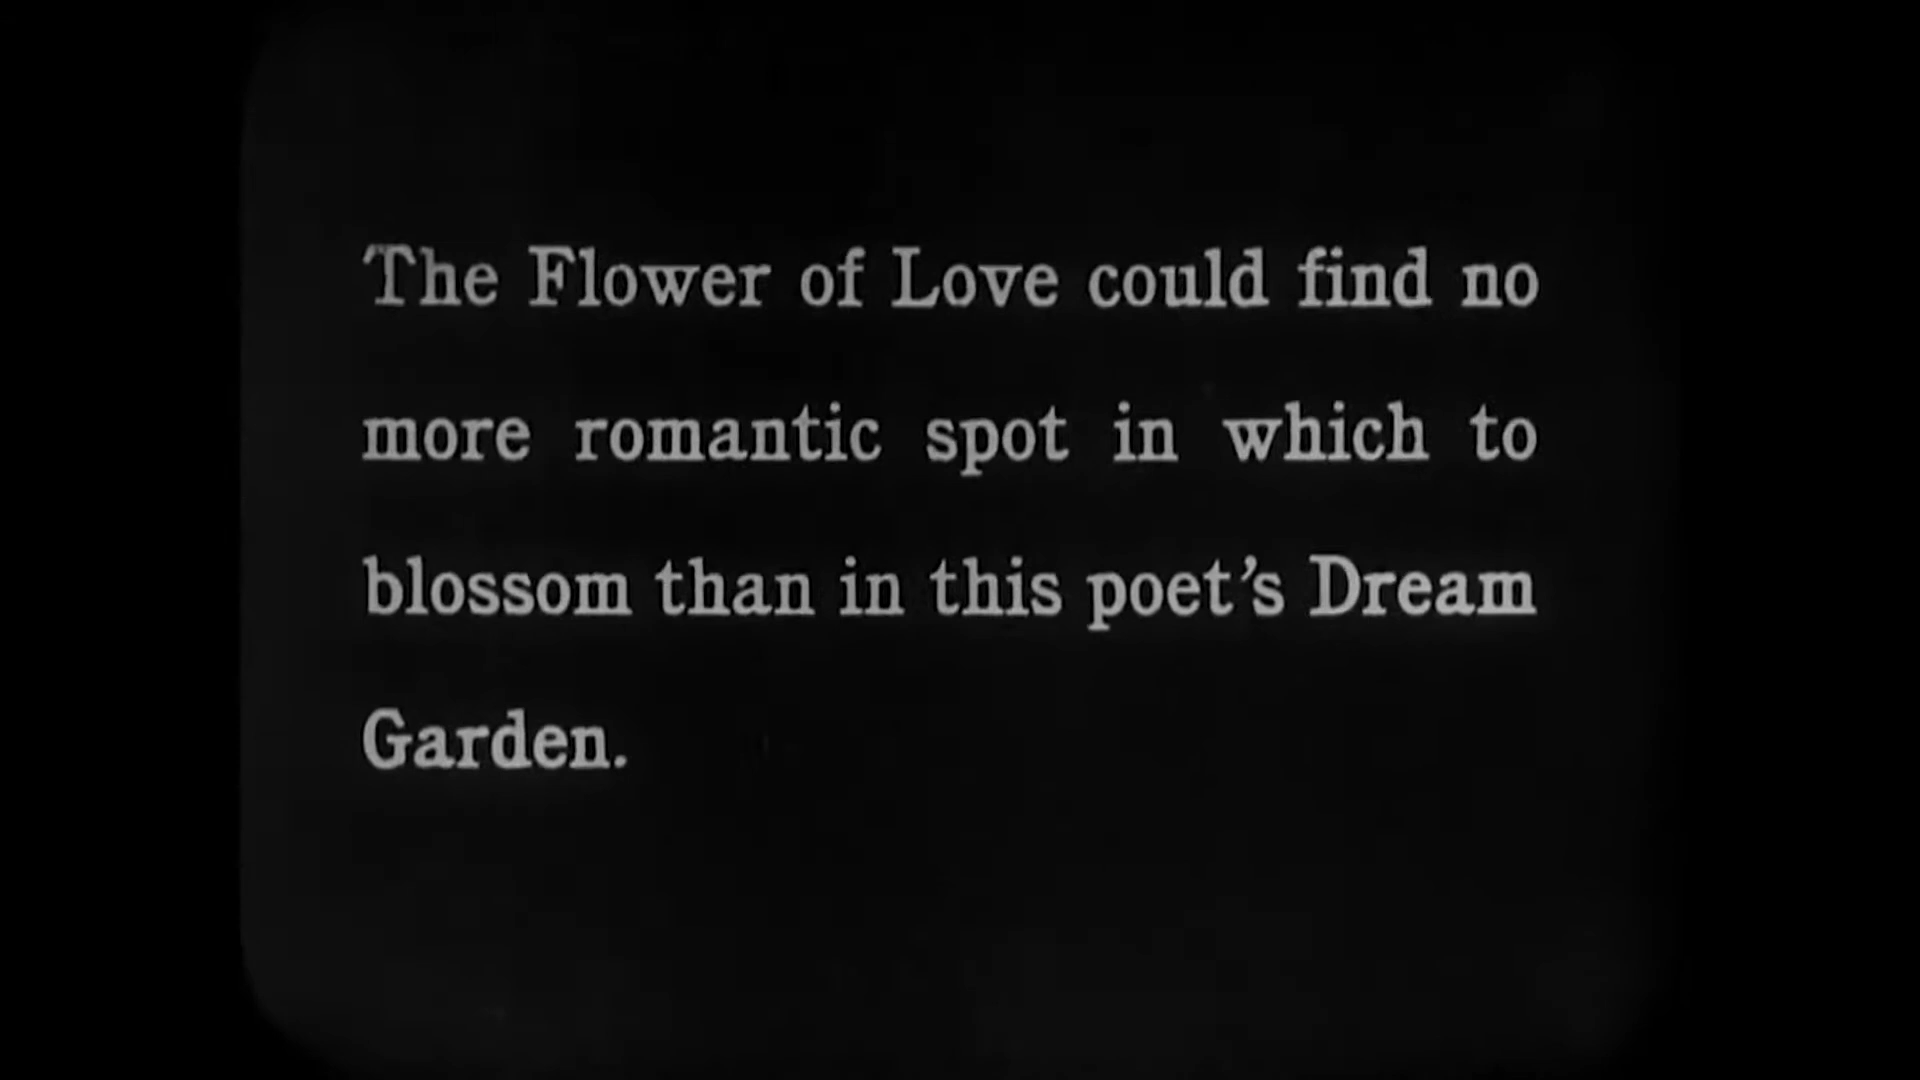 The Flower of Love could find no
more romantic spot in which to
blossom than in this poet's Dream
Garden.